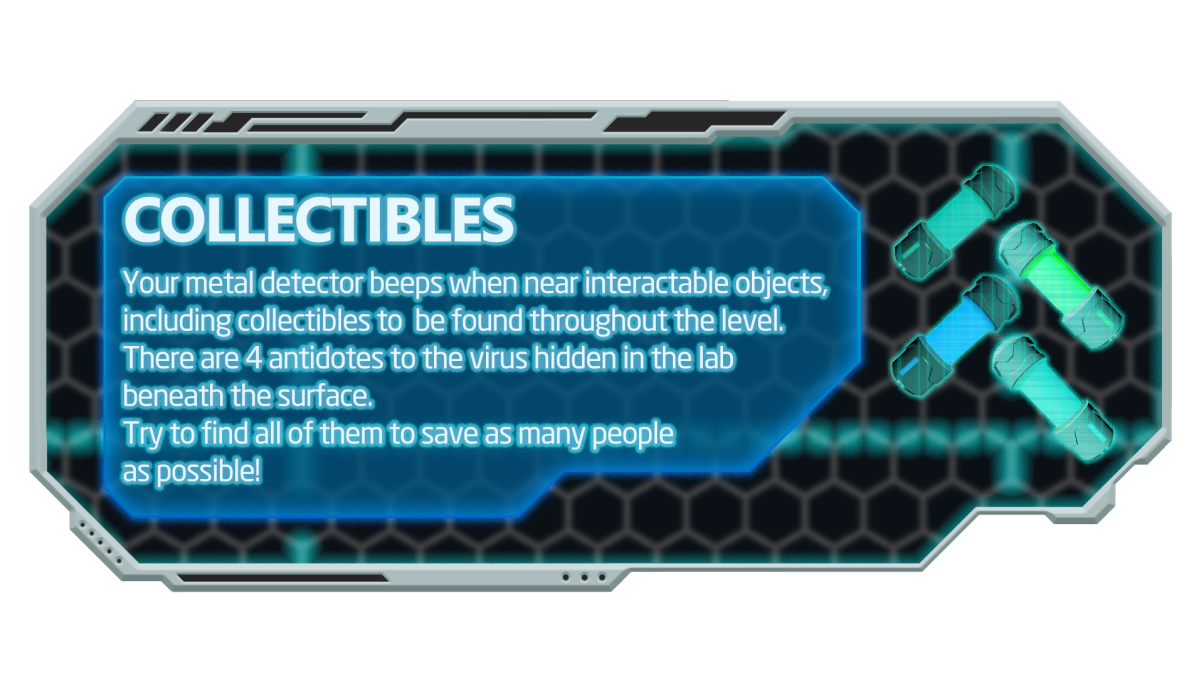 COLLECTIBLES
Your metal detector beeps when near interactable objects,
including collectibles to  be found throughout the level.
There are 4 antidotes to the virus hidden in the lab
beneath the surface.
Try to find all of them to save as many people
as possible!